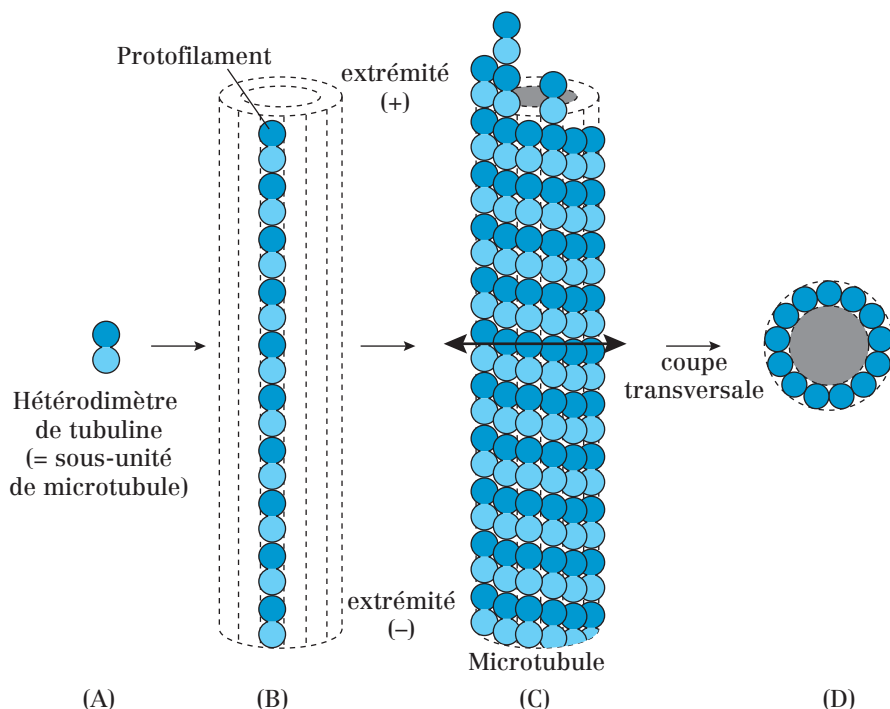 Protofilament
extrémité
(+)
Hétérodimètre
de tubuline
(= sous-unité
de microtubule)
coupe
transversale
extrémité
(–)
Microtubule
(A)
(B)
(C)
(D)